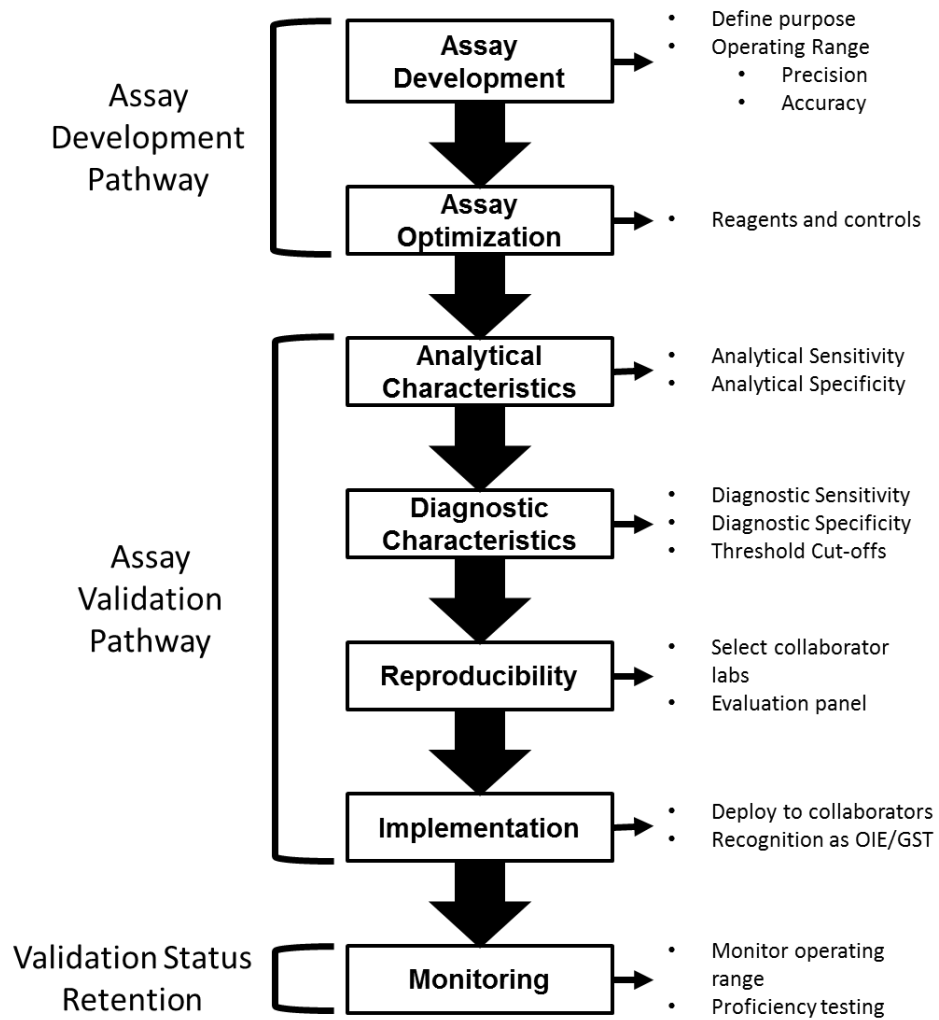 Assay
Development
Pathway
Assay
Development
• Define purpose
• Operating Range
• Precision
• Accuracy
Assay
Optimization
• Reagents and controls
Assay
Validation
Pathway
Analytical
Characteristics
• Analytical Sensitivity
• Analytical Specificity
Diagnostic
Characteristics
• Diagnostic Sensitivity
• Diagnostic Specificity
• Threshold Cut-offs
Reproducibility
• Select collaborator
labs
• Evaluation panel
Implementation
• Deploy to collaborators
• Recognition as OIE/GST
Validation Status
Retention
Monitoring
• Monitor operating
range
• Proficiency testing